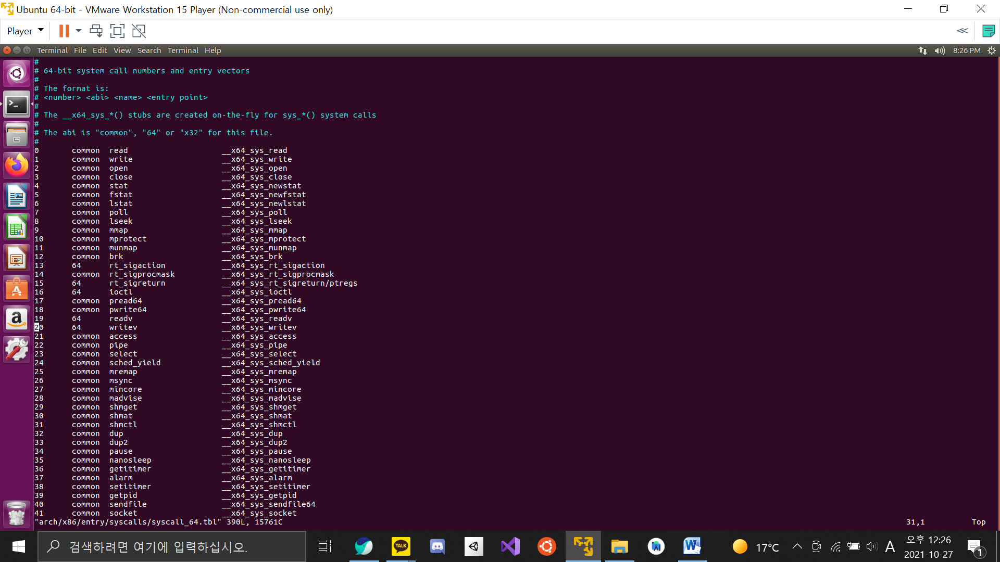 Ubuntu 64-bit - VMware Workstation 15 Player (Non-commercial use only)
Player
Terminal File Edit View Search Terminal Help 8:26 PM
#
# 64-bit system call numbers and entry vectors
#
# The format is:
# <number> <abi> <name> <entry point>
#
# The __x64_sys_*() stubs are created on-the-fly for sys_*() system calls
#
# The abi is "common", "64" or "x32" for this file.
#
0 common read __x64_sys_read
1 common write __x64_sys_write
2 common open __x64_sys_open
3 common close __x64_sys_close
4 common stat __x64_sys_newstat
5 common fstat __x64_sys_newfstat
6 common lstat __x64_sys_newlstat
7 common poll __x64_sys_poll
8 common lseek __x64_sys_lseek
9 common mmap __x64_sys_mmap
10 common mprotect __x64_sys_mprotect
11 common munmap __x64_sys_munmap
12 common brk __x64_sys_brk
13 64 rt_sigaction __x64_sys_rt_sigaction
14 common rt_sigprocmask __x64_sys_rt_sigprocmask
15 64 rt_sigreturn __x64_sys_rt_sigreturn/ptregs
16 64 ioctl __x64_sys_ioctl
17 common pread64 __x64_sys_pread64
18 common pwrite64 __x64_sys_pwrite64
19 64 readv __x64_sys_readv
20 64 writev __x64_sys_writev
21 common access __x64_sys_access
22 common pipe __x64_sys_pipe
23 common select __x64_sys_select
24 common sched_yield __x64_sys_sched_yield
25 common mremap __x64_sys_mremap
26 common msync __x64_sys_msync
27 common mincore __x64_sys_mincore
28 common madvise __x64_sys_madvise
29 common shmget __x64_sys_shmget
30 common shmat __x64_sys_shmat
31 common shmctl __x64_sys_shmctl
32 common dup __x64_sys_dup
33 common dup2 __x64_sys_dup2
34 common pause __x64_sys_pause
35 common nanosleep __x64_sys_nanosleep
36 common getitimer __x64_sys_getitimer
37 common alarm __x64_sys_alarm
38 common setitimer __x64_sys_setitimer
39 common getpid __x64_sys_getpid
40 common sendfile __x64_sys_sendfile64
41 common socket __x64_sys_socket
"arch/x86/entry/syscalls/syscall_64.tbl" 390L, 15761C 31,1 Top
검색하려면 여기에 입력하십시오.
TALK
17°C
A
오후 12:26
2021-10-27
1